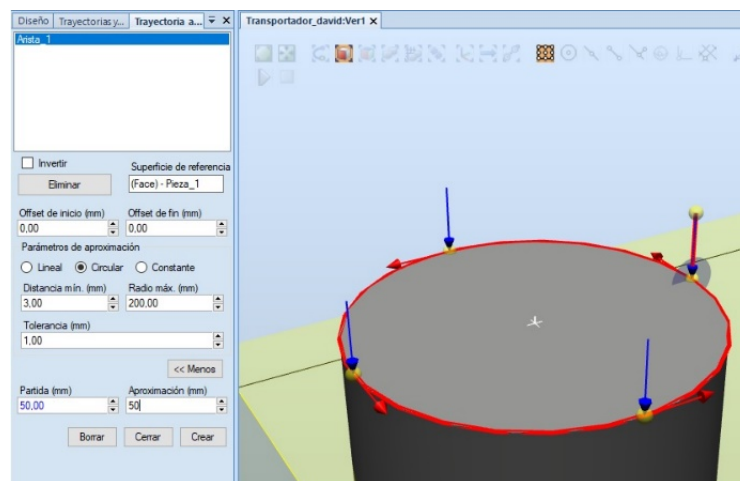 Diseño Trayectorias y... Trayectoria a...
Transportador_david:Ver1
Arista_1
Invertir
Superficie de referencia
Eliminar
(Face) - Pieza_1
Offset de inicio (mm) Offset de fin (mm)
0,00 0,00
Parámetros de aproximación
Lineal Circular Constante
Distancia mín. (mm) Radio máx. (mm)
3,00 200,00
Tolerancia (mm)
1,00
<< Menos
Partida (mm) Aproximación (mm)
50,00 50
Borrar Cerrar Crear